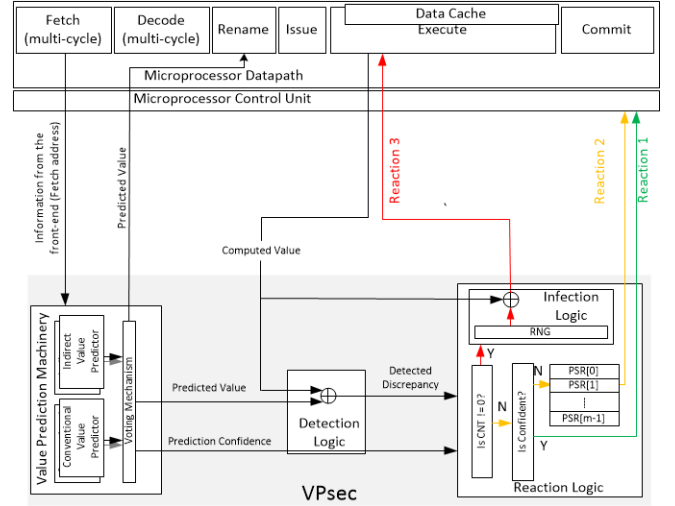 Fetch
(multi-cycle)
Decode
(multi-cycle)
Rename
Issue
Data Cache
Execute
Commit
Microprocessor Datapath
Microprocessor Control Unit
Information from the
front-end (Fetch address)
Predicted Value
Reaction 3
Reaction 2
Reaction 1
Computed Value
Value Prediction Machinery
Indirect
Value
Predictor
Conventional
Value
Predictor
Voting Mechanism
Predicted Value
Prediction Confidence
Detection
Logic
Detected
Discrepancy
Infection
Logic
RNG
Y
Is CNT != 0?
N
Is Confident?
N
Y
PSR[0]
PSR[1]
PSR[m-1]
Reaction Logic
VPsec